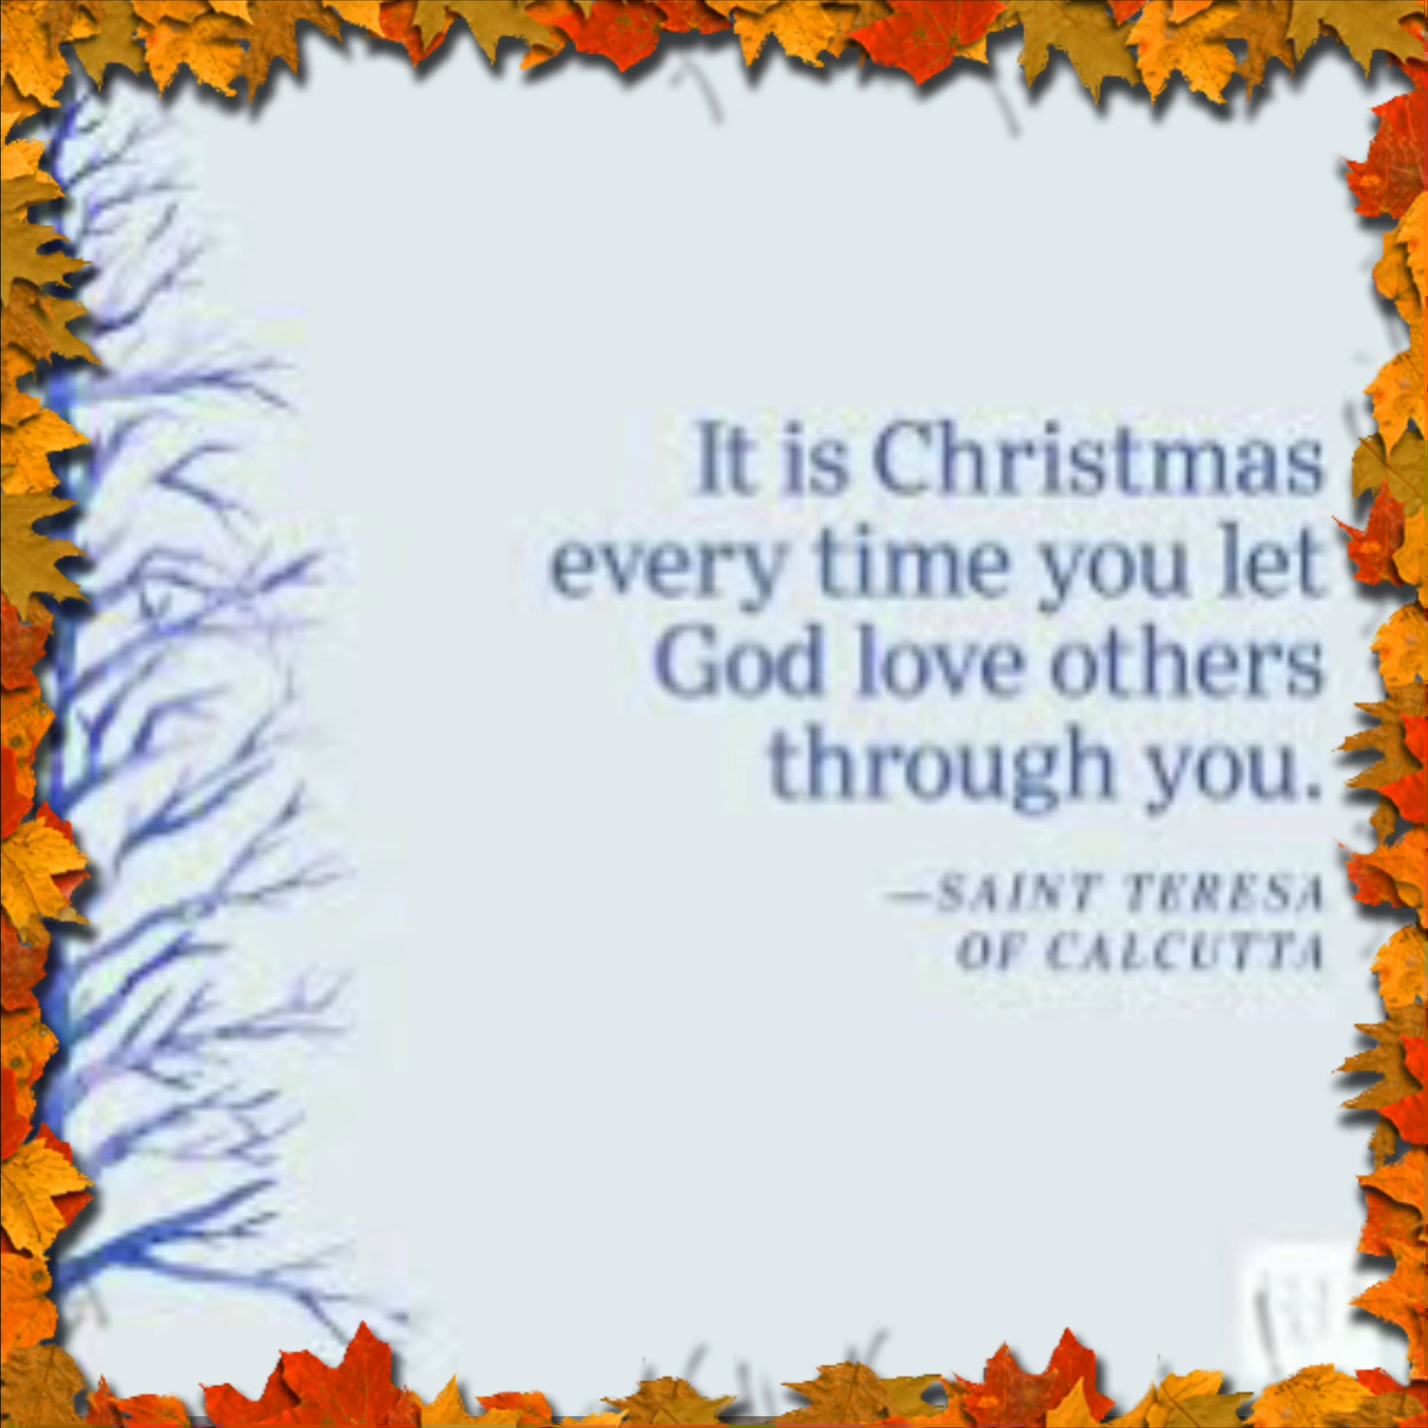 It is Christmas
every time you let
God love others
through you.
—SAINT TERESA
OF CALCUTTA